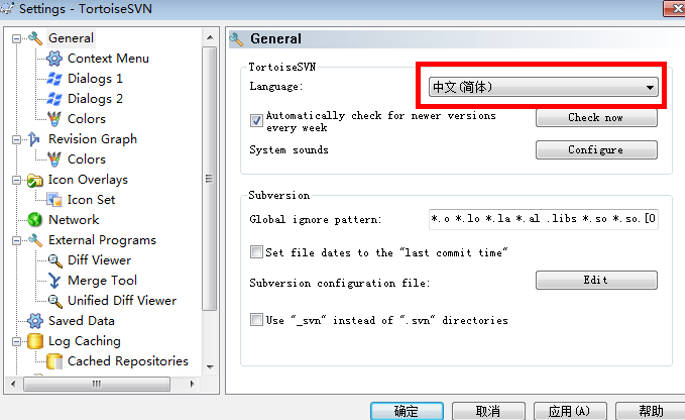 Settings - TortoiseSVN
General
Context Menu
Dialogs 1
Dialogs 2
Colors
Revision Graph
Colors
Icon Overlays
Icon Set
Network
External Programs
Diff Viewer
Merge Tool
Unified Diff Viewer
Saved Data
Log Caching
Cached Repositories
General
TortoiseSVN
Language:
中文(简体)
Automatically check for newer versions
every week
Check now
System sounds
Configure
Subversion
Global ignore pattern:
*.o *.lo *.la *.al .libs *.so *.so.[0
Set file dates to the "last commit time"
Subversion configuration file:
Edit
Use "_svn" instead of ".svn" directories
确定
取消
应用(A)
帮助